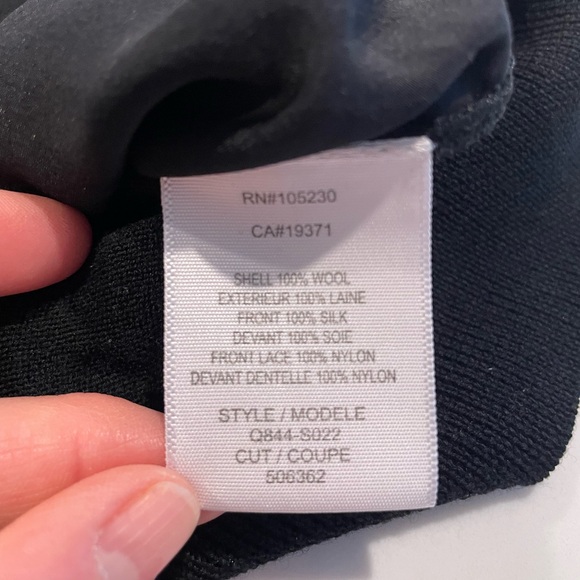 RN#105230
CA#19371
SHELL 100% WOOL
EXTERIEUR 100% LAINE
FRONT 100% SILK
DEVANT 100% SOIE
FRONT LACE 100% NYLON
DEVANT DENTELLE 100% NYLON
STYLE / MODELE
Q844-S022
CUT / COUPE
506362